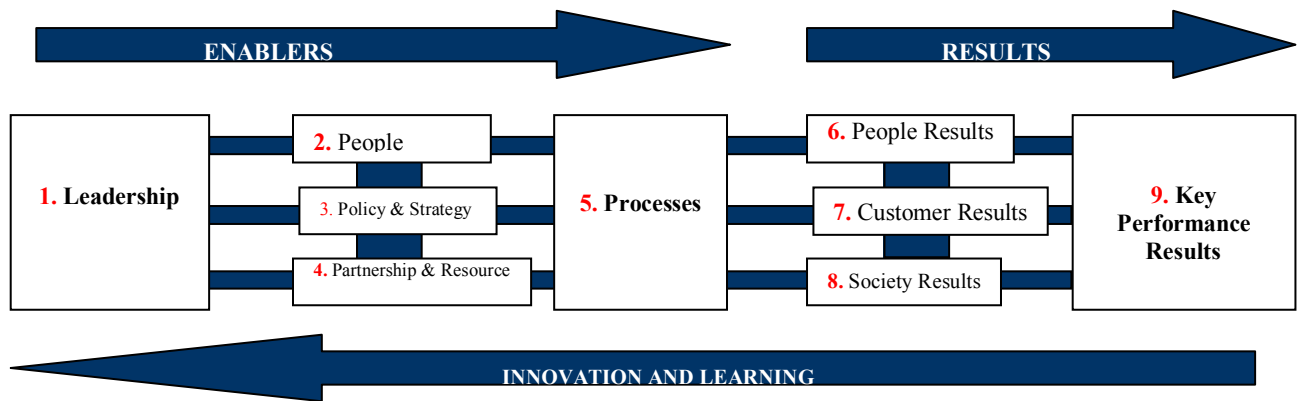 ENABLERS
RESULTS
1. Leadership
2. People
3. Policy & Strategy
4. Partnership & Resource
5. Processes
6. People Results
7. Customer Results
8. Society Results
9. Key
Performance
Results
INNOVATION AND LEARNING